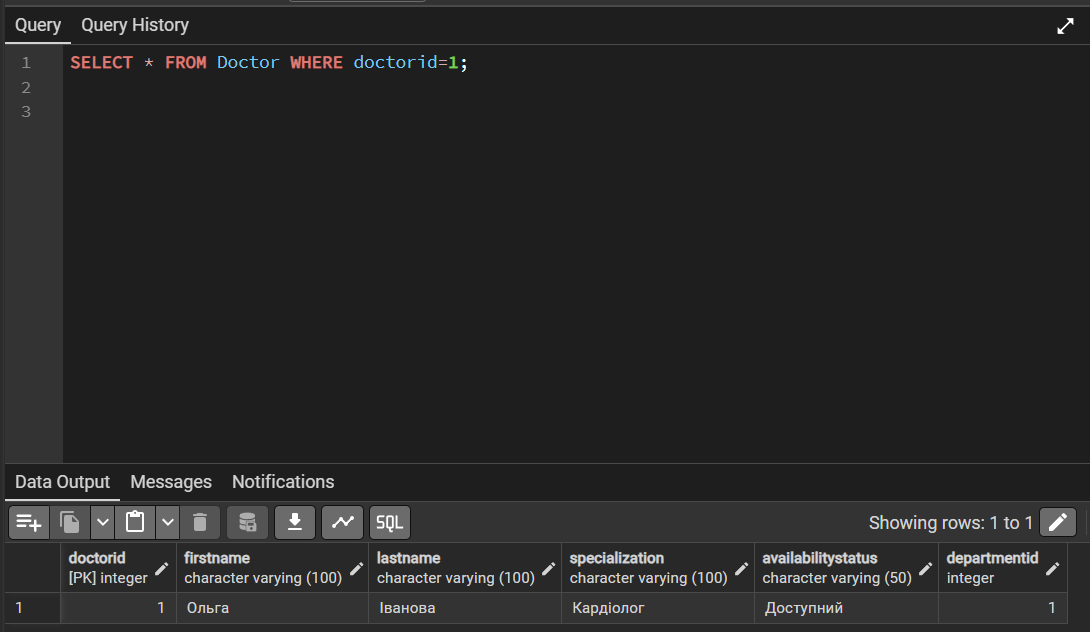 Query Query History
1 SELECT * FROM Doctor WHERE doctorid=1;
2
3
Data Output Messages Notifications
SQL Showing rows: 1 to 1
doctorid firstname lastname specialization availabilitystatus departmentid
[PK] integer character varying (100) character varying (100) character varying (100) character varying (50) integer
1 1 Ольга Іванова Кардіолог Доступний 1